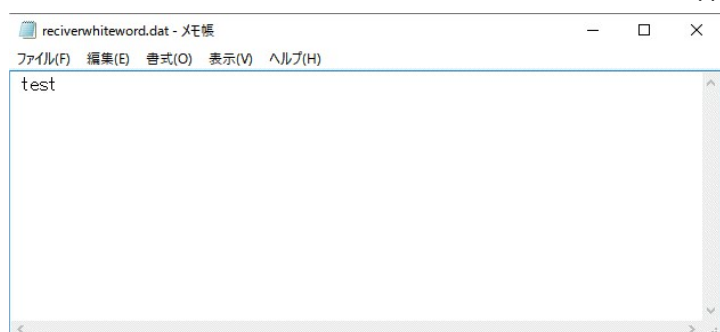 reciverwhiteword.dat - メモ帳
ファイル(F) 編集(E) 書式(O) 表示(V) ヘルプ(H)
test